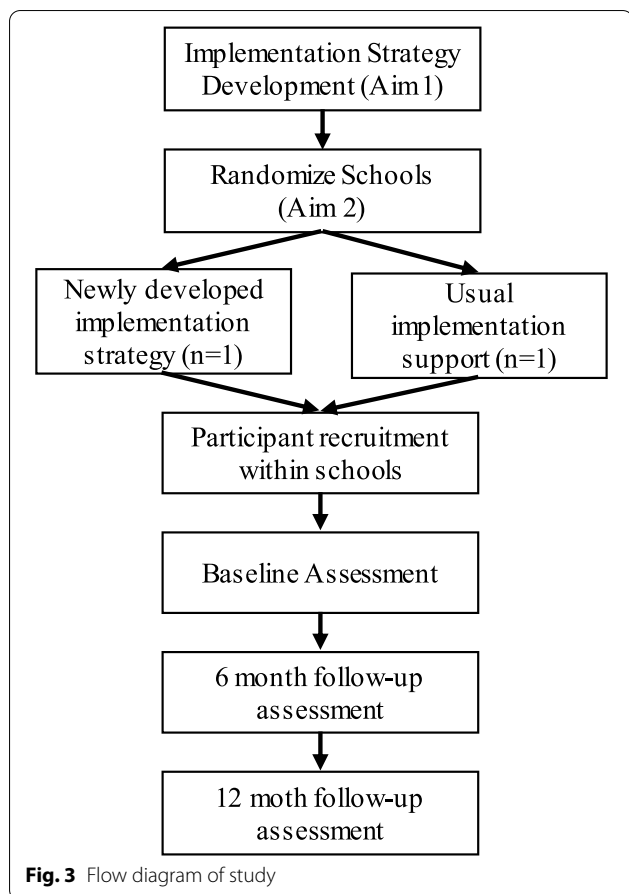 Implementation Strategy
Development (Aim 1)
Randomize Schools
(Aim 2)
Newly developed
implementation
strategy (n=1)
Usual
implementation
support (n=1)
Participant recruitment
within schools
Baseline Assessment
6 month follow-up
assessment
12 moth follow-up
assessment
Fig. 3 Flow diagram of study